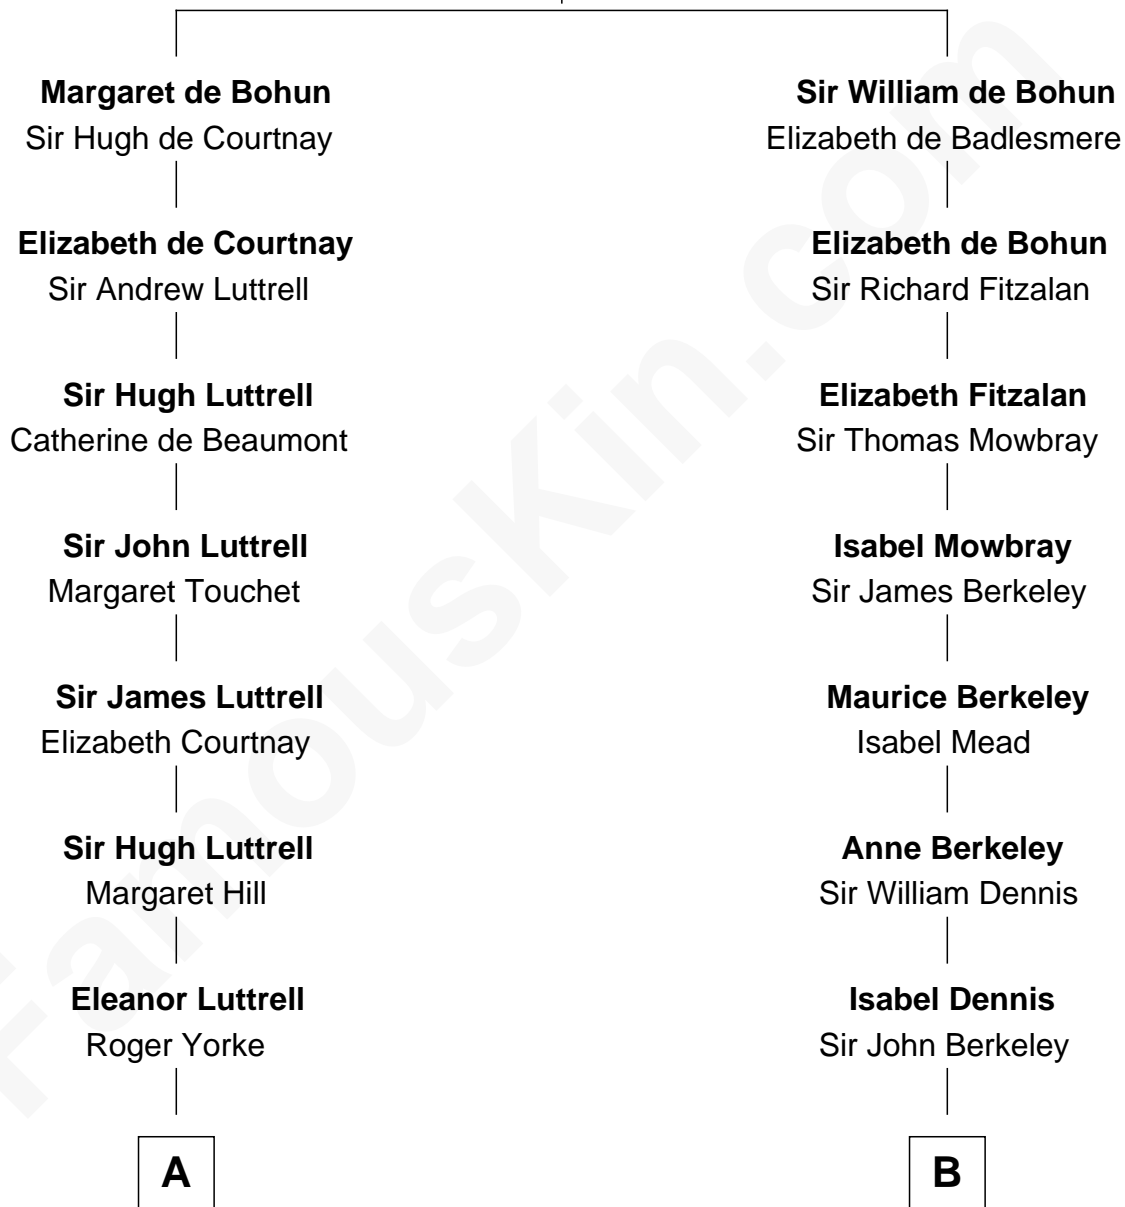 Margaret de Bohun
Sir Hugh de Courtnay
Elizabeth de Courtnay
Sir Andrew Luttrell
Sir Hugh Luttrell
Catherine de Beaumont
Sir John Luttrell
Margaret Touchet
Sir James Luttrell
Elizabeth Courtnay
Sir Hugh Luttrell
Margaret Hill
Eleanor Luttrell
Roger Yorke
A
Sir William de Bohun
Elizabeth de Badlesmere
Elizabeth de Bohun
Sir Richard Fitzalan
Elizabeth Fitzalan
Sir Thomas Mowbray
Isabel Mowbray
Sir James Berkeley
Maurice Berkeley
Isabel Mead
Anne Berkeley
Sir William Dennis
Isabel Dennis
Sir John Berkeley
B
FamousKin.com